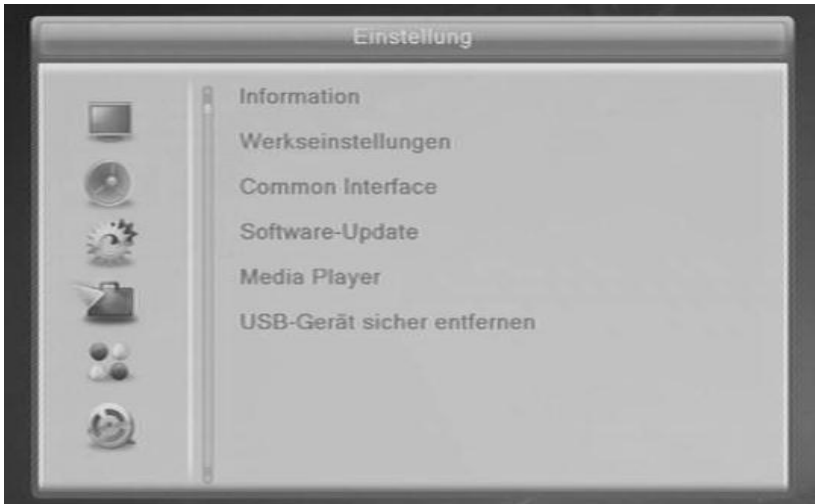 Einstellung
Information
Werkseinstellungen
Common Interface
Software-Update
Media Player
USB-Gerät sicher entfernen